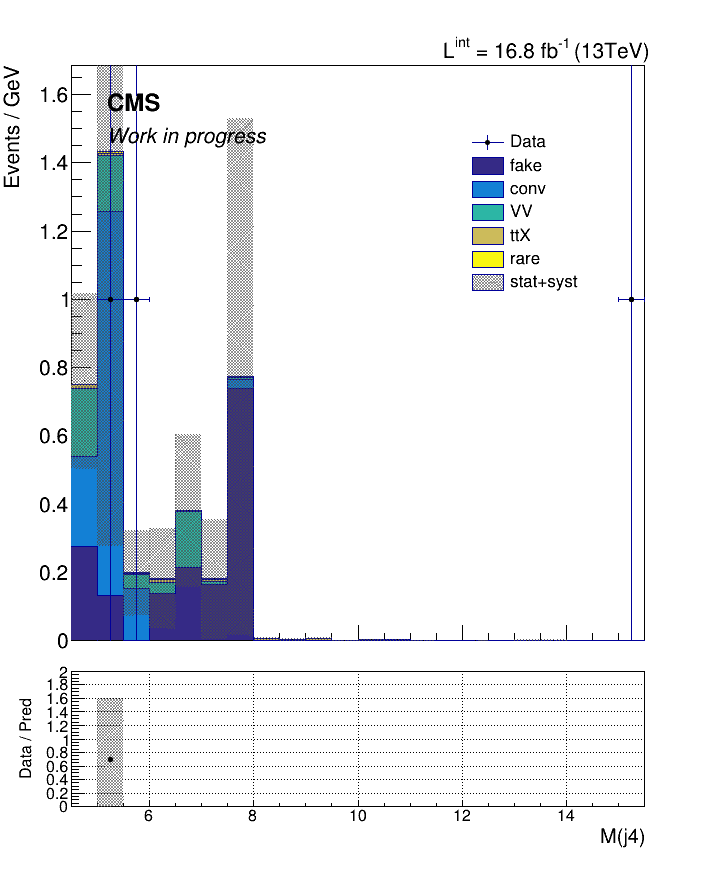 L^int = 16.8 fb^-1 (13TeV)
Events / GeV
1.6
1.4
1.2
1
0.8
0.6
0.4
0.2
0
CMS
Work in progress
Data
fake
conv
VV
ttX
rare
stat+syst
Data / Pred
2
1.8
1.6
1.4
1.2
1
0.8
0.6
0.4
0.2
0
6 8 10 12 14
M(j4)